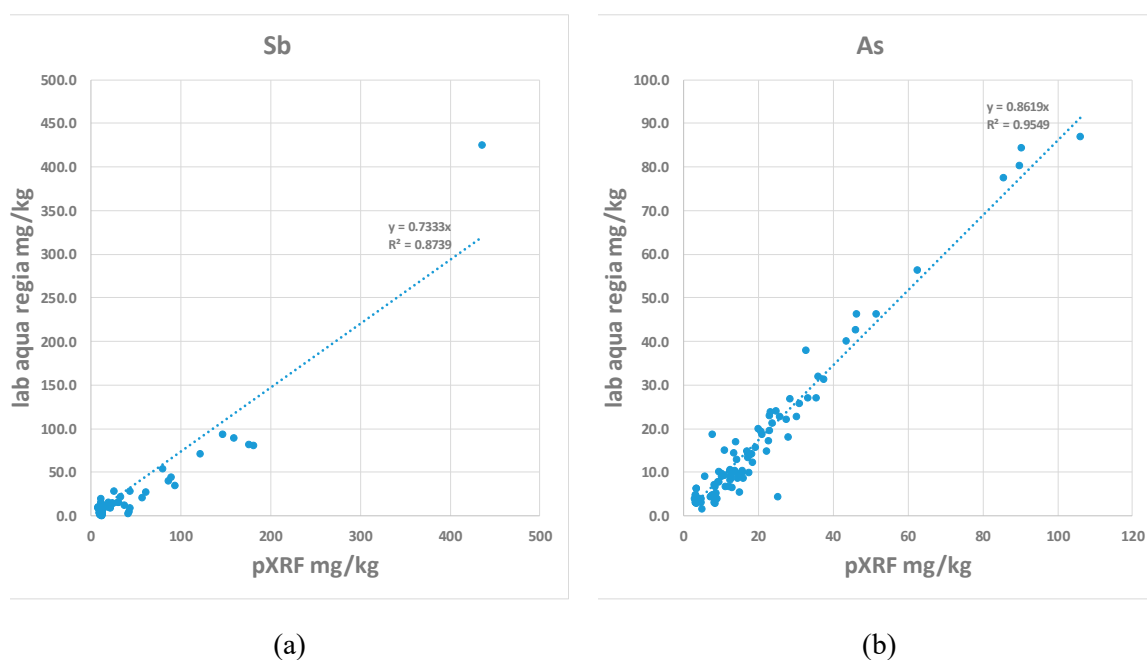 Sb
500.0
450.0
400.0
350.0
300.0
250.0
200.0
150.0
100.0
50.0
0.0
lab aqua regia mg/kg
y = 0.7333x
R² = 0.8739
0 100 200 300 400 500
pXRF mg/kg
(a)
As
100.0
90.0
80.0
70.0
60.0
50.0
40.0
30.0
20.0
10.0
0.0
lab aqua regia mg/kg
y = 0.8619x
R² = 0.9549
0 20 40 60 80 100 120
pXRF mg/kg
(b)